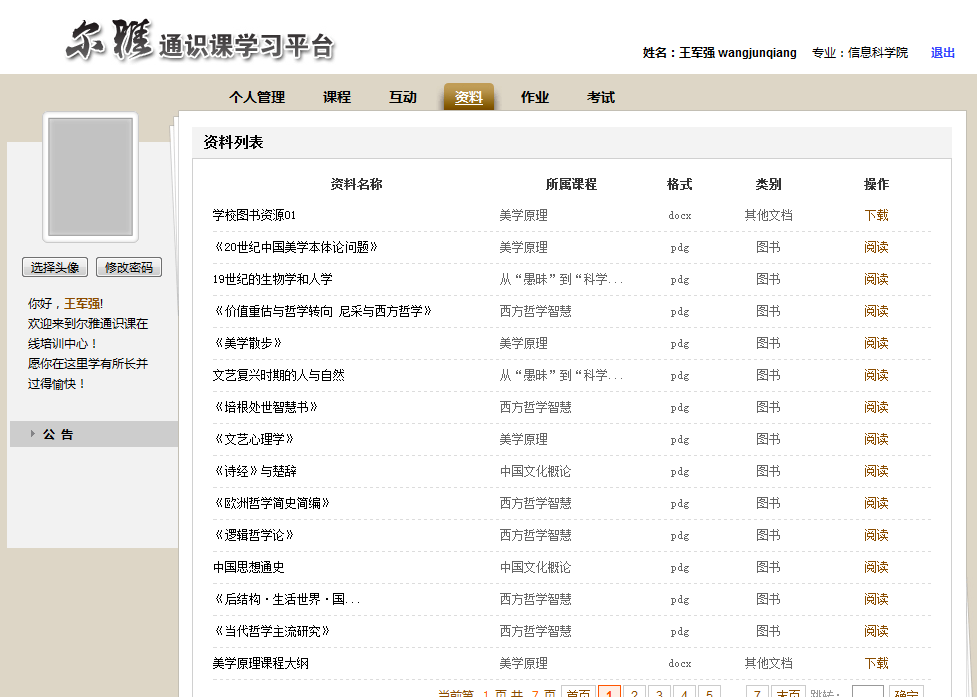 尔雅 通识课学习平台
姓名：王军强 wangjunqiang 专业：信息科学院 退出
个人管理 课程 互动 资料 作业 考试
资料列表
资料名称 所属课程 格式 类别 操作
学校图书资源01 美学原理 docx 其他文档 下载
《20世纪中国美学本体论问题》 美学原理 pdg 图书 阅读
19世纪的生物学和人学 从“愚昧”到“科学... pdg 图书 阅读
《价值重估与哲学转向 尼采与西方哲学》 西方哲学智慧 pdg 图书 阅读
《美学散步》 美学原理 pdg 图书 阅读
文艺复兴时期的人与自然 从“愚昧”到“科学... pdg 图书 阅读
《培根处世智慧书》 西方哲学智慧 pdg 图书 阅读
《文艺心理学》 美学原理 pdg 图书 阅读
《诗经》与楚辞 中国文化概论 pdg 图书 阅读
《欧洲哲学简史简编》 西方哲学智慧 pdg 图书 阅读
《逻辑哲学论》 西方哲学智慧 pdg 图书 阅读
中国思想通史 中国文化概论 pdg 图书 阅读
《后结构·生活世界·国... 西方哲学智慧 pdg 图书 阅读
《当代哲学主流研究》 西方哲学智慧 pdg 图书 阅读
美学原理课程大纲 美学原理 docx 其他文档 下载
当前第 1 页 共 7 页 首页 1 2 3 4 5 7 末页 跳转: 确定
选择头像 修改密码
你好，王军强!
欢迎来到尔雅通识课在
线培训中心！
愿你在这里学有所长并
过得愉快！
公 告